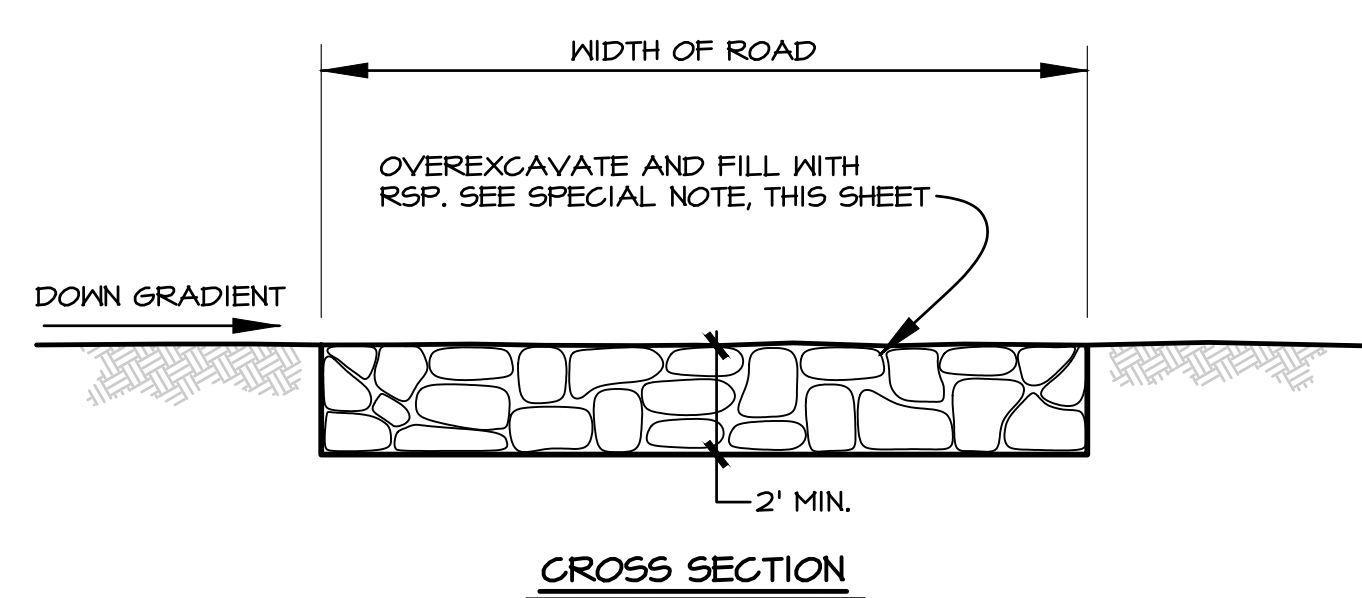 WIDTH OF ROAD
OVEREXCAVATE AND FILL WITH
RSP. SEE SPECIAL NOTE, THIS SHEET
DOWN GRADIENT
2' MIN.
CROSS SECTION